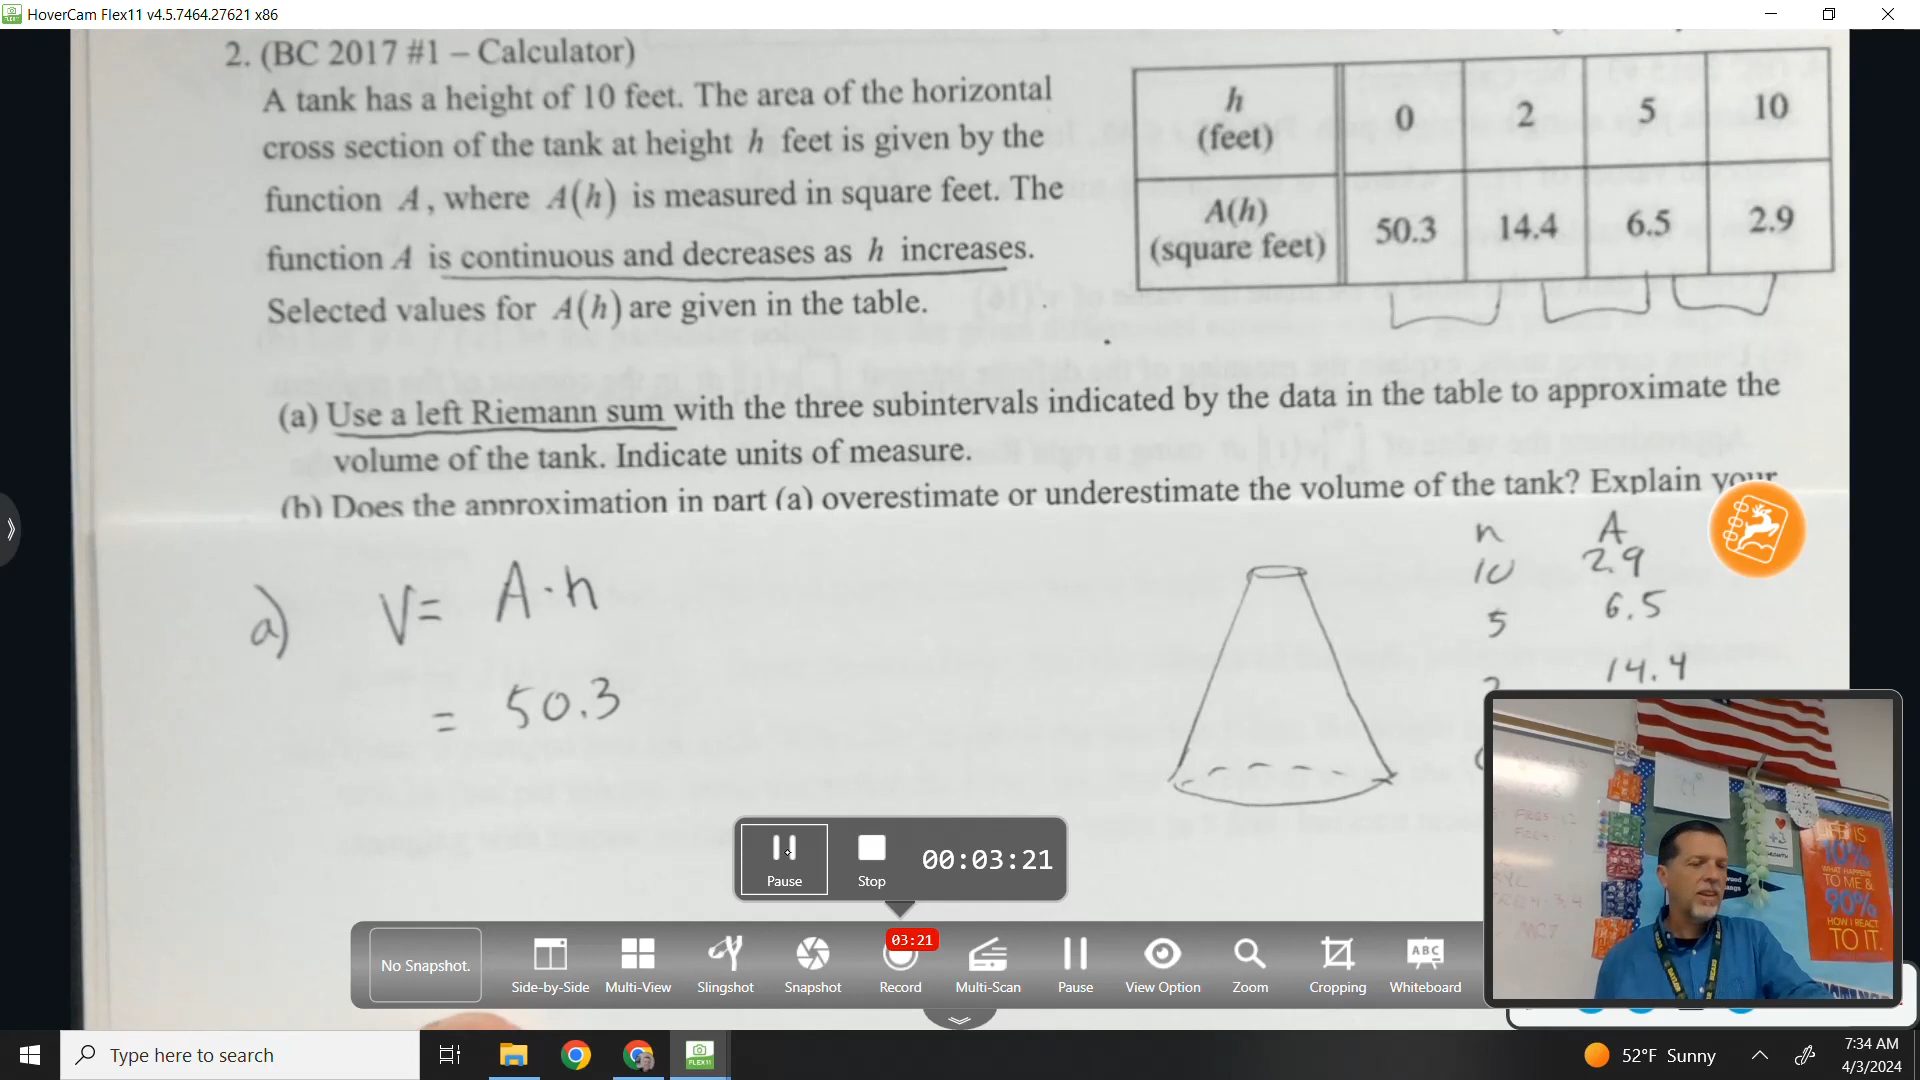 HoverCam Flex11 v4.5.7464.27621 x86
2. (BC 2017 #1 – Calculator)
A tank has a height of 10 feet. The area of the horizontal
cross section of the tank at height h feet is given by the
function A, where A(h) is measured in square feet. The
function A is continuous and decreases as h increases.
Selected values for A(h) are given in the table.
h
(feet) 0 2 5 10
A(h)
(square feet) 50.3 14.4 6.5 2.9
(a) Use a left Riemann sum with the three subintervals indicated by the data in the table to approximate the
volume of the tank. Indicate units of measure.
(b) Does the approximation in part (a) overestimate or underestimate the volume of the tank? Explain your
a) V = A · h
= 50.3
h A
10 2.9
5 6.5
2 14.4
LIFE IS
10%
WHAT HAPPENS
TO ME &
90%
HOW I REACT
TO IT.
Pause
Stop
00:03:21
03:21
No Snapshot.
Side-by-Side
Multi-View
Slingshot
Snapshot
Record
Multi-Scan
Pause
View Option
Zoom
Cropping
ABC
Whiteboard
Type here to search
FLEX11
52°F Sunny
7:34 AM
4/3/2024